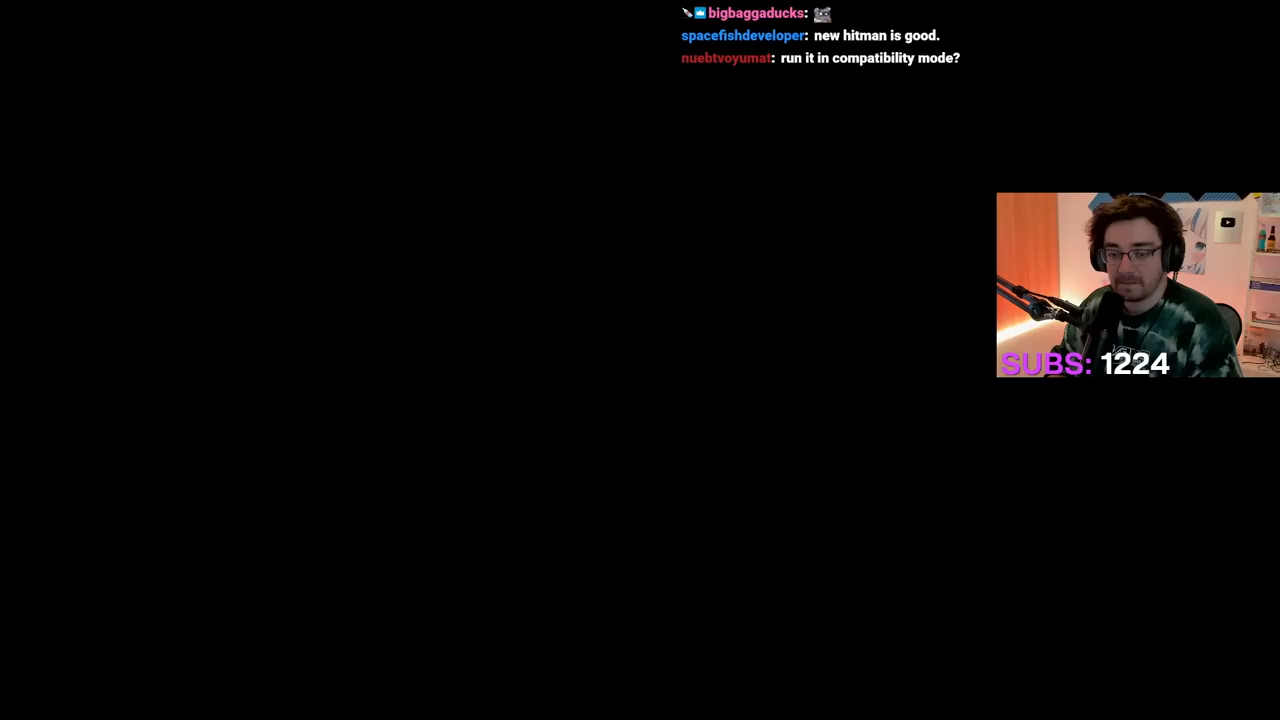 bigbaggaducks:
spacefishdeveloper: new hitman is good.
nuebtvoyumat: run it in compatibility mode?
SUBS: 1224